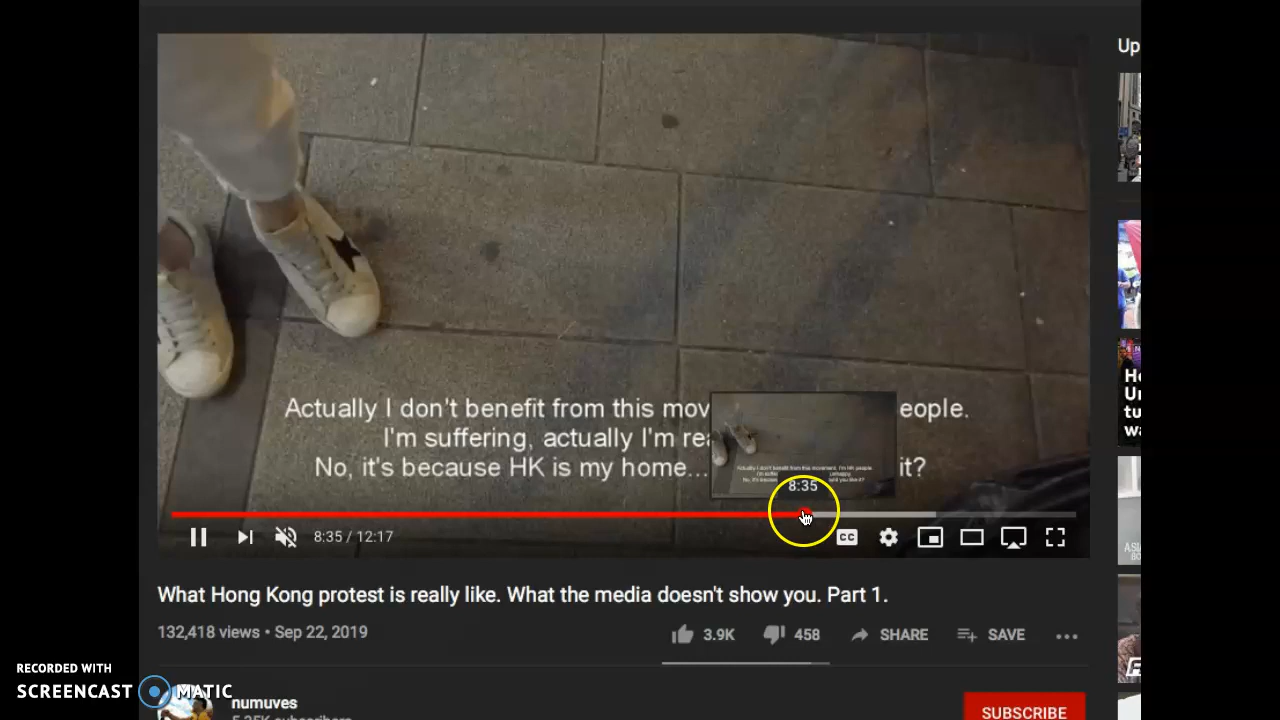 Up
Actually I don't benefit from this mov eople.
I'm suffering, actually I'm rea
No, it's because HK is my home... it?
8:35
8:35 / 12:17
CC
What Hong Kong protest is really like. What the media doesn't show you. Part 1.
132,418 views • Sep 22, 2019
3.9K 458 SHARE SAVE
RECORDED WITH
SCREENCAST MATIC
numuves
SUBSCRIBE